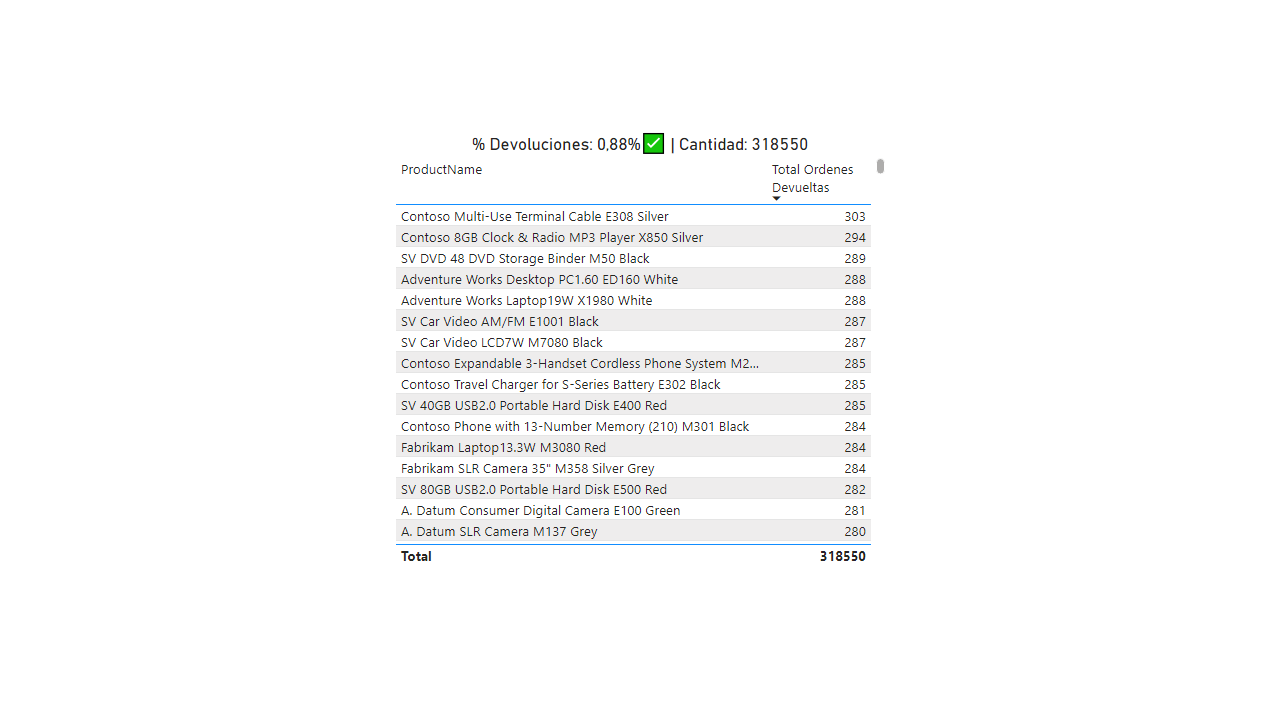 % Devoluciones: 0,88%✅ | Cantidad: 318550
ProductName Total Ordenes
Devueltas
Contoso Multi-Use Terminal Cable E308 Silver 303
Contoso 8GB Clock & Radio MP3 Player X850 Silver 294
SV DVD 48 DVD Storage Binder M50 Black 289
Adventure Works Desktop PC1.60 ED160 White 288
Adventure Works Laptop19W X1980 White 288
SV Car Video AM/FM E1001 Black 287
SV Car Video LCD7W M7080 Black 287
Contoso Expandable 3-Handset Cordless Phone System M2... 285
Contoso Travel Charger for S-Series Battery E302 Black 285
SV 40GB USB2.0 Portable Hard Disk E400 Red 285
Contoso Phone with 13-Number Memory (210) M301 Black 284
Fabrikam Laptop13.3W M3080 Red 284
Fabrikam SLR Camera 35" M358 Silver Grey 284
SV 80GB USB2.0 Portable Hard Disk E500 Red 282
A. Datum Consumer Digital Camera E100 Green 281
A. Datum SLR Camera M137 Grey 280
Total 318550